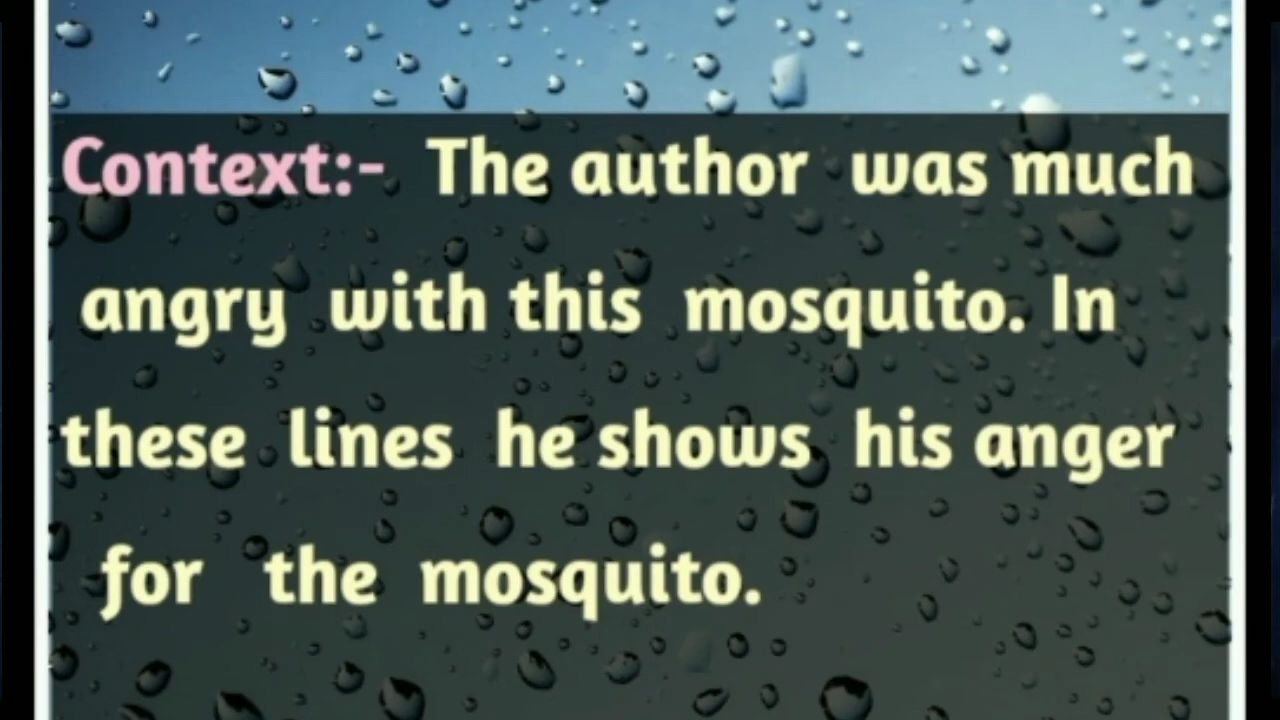 Context:- The author was much
angry with this mosquito. In
these lines he shows his anger
for the mosquito.